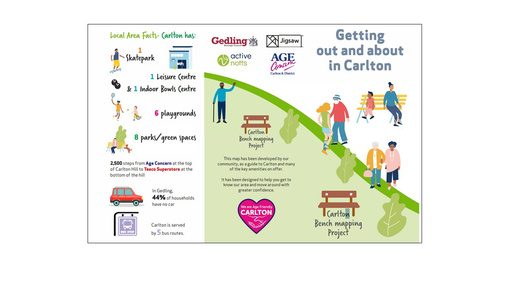 Local Area Facts- Carlton has:
1
Skatepark
1 Leisure Centre
& 1 Indoor Bowls Centre
6 playgrounds
8 parks/green spaces
2,500 steps from Age Concern at the top
of Carlton Hill to Tesco Superstore at the
bottom of the hill
In Gedling,
44% of households
have no car
Carlton is served
by 5 bus routes.
Gedling
Jigsaw
active
notts
AGE
Concern
Carlton & District
Carlton
Bench mapping
Project
This map has been developed by our
community, as a guide to Carlton and many
of the key amenities on offer.
It has been designed to help you get to
know our area and move around with
greater confidence.
We are Age Friendly
CARLTON
Getting
out and about
in Carlton
Carlton
Bench mapping
Project